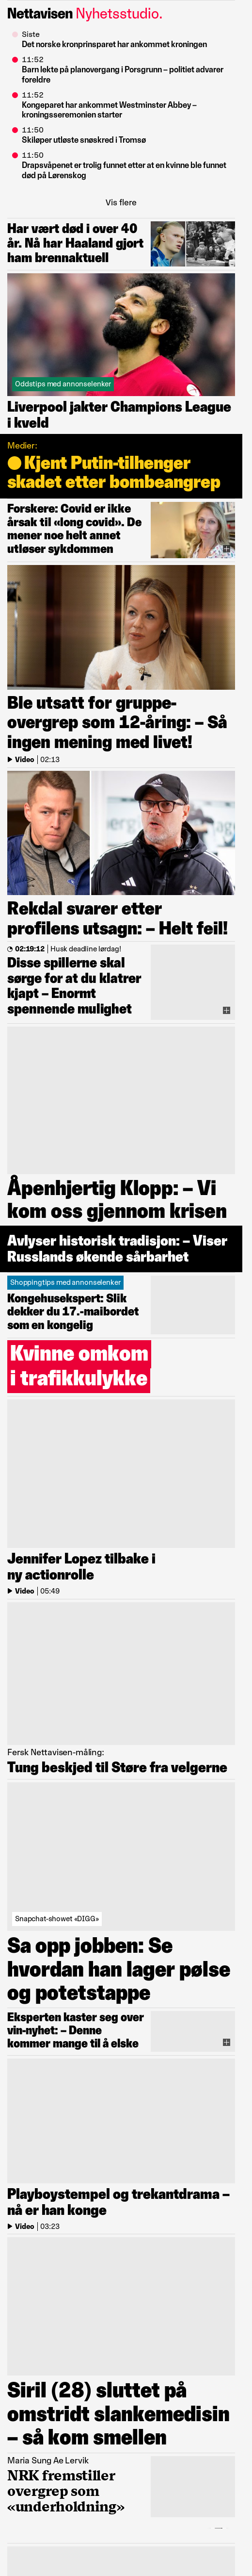 Nettavisen Nyhetsstudio.
Siste
Det norske kronprinsparet har ankommet kroningen
11:52
Barn løkte på planovergang i Porsgrunn – politiet advarer
foreldre
11:52
Kongeparet har ankommet Westminster Abbey –
kroningsseremonien starter
11:50
Skiløper utløste snøskred i Tromsø
11:50
Drapsvåpenet er trolig funnet etter at en kvinne ble funnet
død på Lørenskog
Vis flere
Har vært død i over 40
år. Nå har Haaland gjort
ham brennaktuell
Oddstips med annonselenker
Liverpool jakter Champions League
i kveld
Medier:
Kjent Putin-tilhenger
skadet etter bombeangrep
Forskere: Covid er ikke
årsak til «long covid». De
mener noe helt annet
utløser sykdommen
Ble utsatt for gruppe-
overgrep som 12-åring: – Så
ingen mening med livet!
Video | 02:13
Rekdal svarer etter
profilens utsagn: – Helt feil!
02:19:12 | Husk deadline lørdag!
Disse spillerne skal
sørge for at du klatrer
kjapt – Enormt
spennende mulighet
Åpenhjertig Klopp: – Vi
kom oss gjennom krisen
Avlyser historisk tradisjon: – Viser
Russlands økende sårbarhet
Shoppingtips med annonselenker
Kongehusekspert: Slik
dekker du 17.-maibordet
som en kongelig
Kvinne omkom
i trafikkulykke
Jennifer Lopez tilbake i
ny actionrolle
Video | 05:49
Fersk Nettavisen-måling:
Tung beskjed til Støre fra velgerne
Snapchat-showet «DIGG»
Sa opp jobben: Se
hvordan han lager pølse
og potetstappe
Eksperten kaster seg over
vin-nyhet: – Denne
kommer mange til å elske
Playboystempel og trekantdrama –
nå er han konge
Video | 03:23
Siril (28) sluttet på
omstridt slankemedisin
– så kom smellen
Maria Sung Ae Lervik
NRK fremstiller
overgrep som
«underholdning»